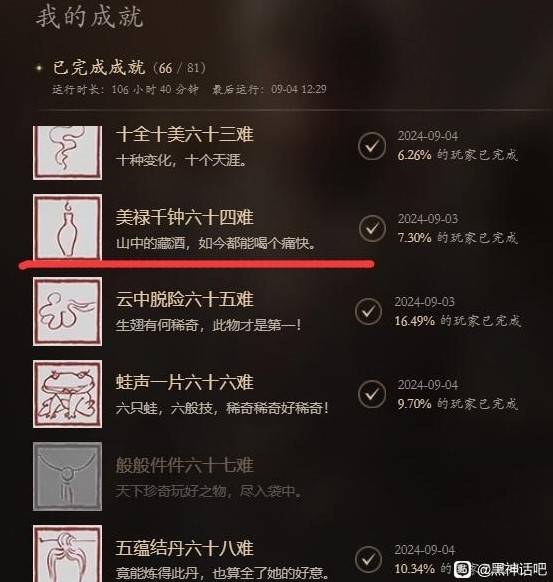 我的成就
已完成成就（66 / 81）
运行时长：106 小时 40 分钟 最后运行：09-04 12:29
十全十美六十三难
十种变化，十个天涯。
2024-09-04
6.26% 的玩家已完成
美禄千钟六十四难
山中的藏酒，如今都能喝个痛快。
2024-09-03
7.30% 的玩家已完成
云中脱险六十五难
生翅有何稀奇，此物才是第一！
2024-09-03
16.49% 的玩家已完成
蛙声一片六十六难
六只蛙，六般技，稀奇稀奇好稀奇！
2024-09-04
9.70% 的玩家已完成
般般件件六十七难
天下珍奇玩好之物，尽入袋中。
五蕴结丹六十八难
竟能炼得此丹，也算全了她的好意。
2024-09-04
10.34% 的玩家
@黑神话吧